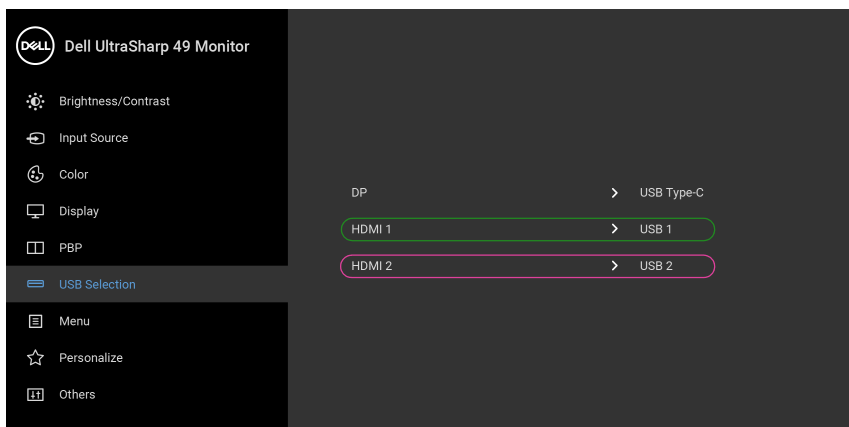 DELL
Dell UltraSharp 49 Monitor
Brightness/Contrast
Input Source
Color
Display
PBP
USB Selection
Menu
Personalize
Others
DP > USB Type-C
HDMI 1 > USB 1
HDMI 2 > USB 2